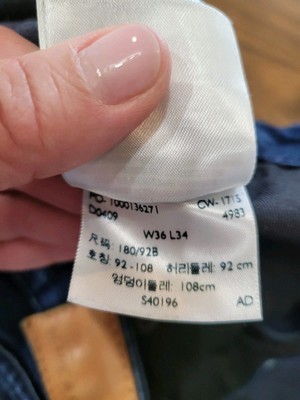 PO- 1000136271 CW-1715
D0409 4983
W36 L34
尺码: 180/92B
호칭: 92-108 허리둘레: 92 cm
엉덩이둘레: 108cm
S40196 AD